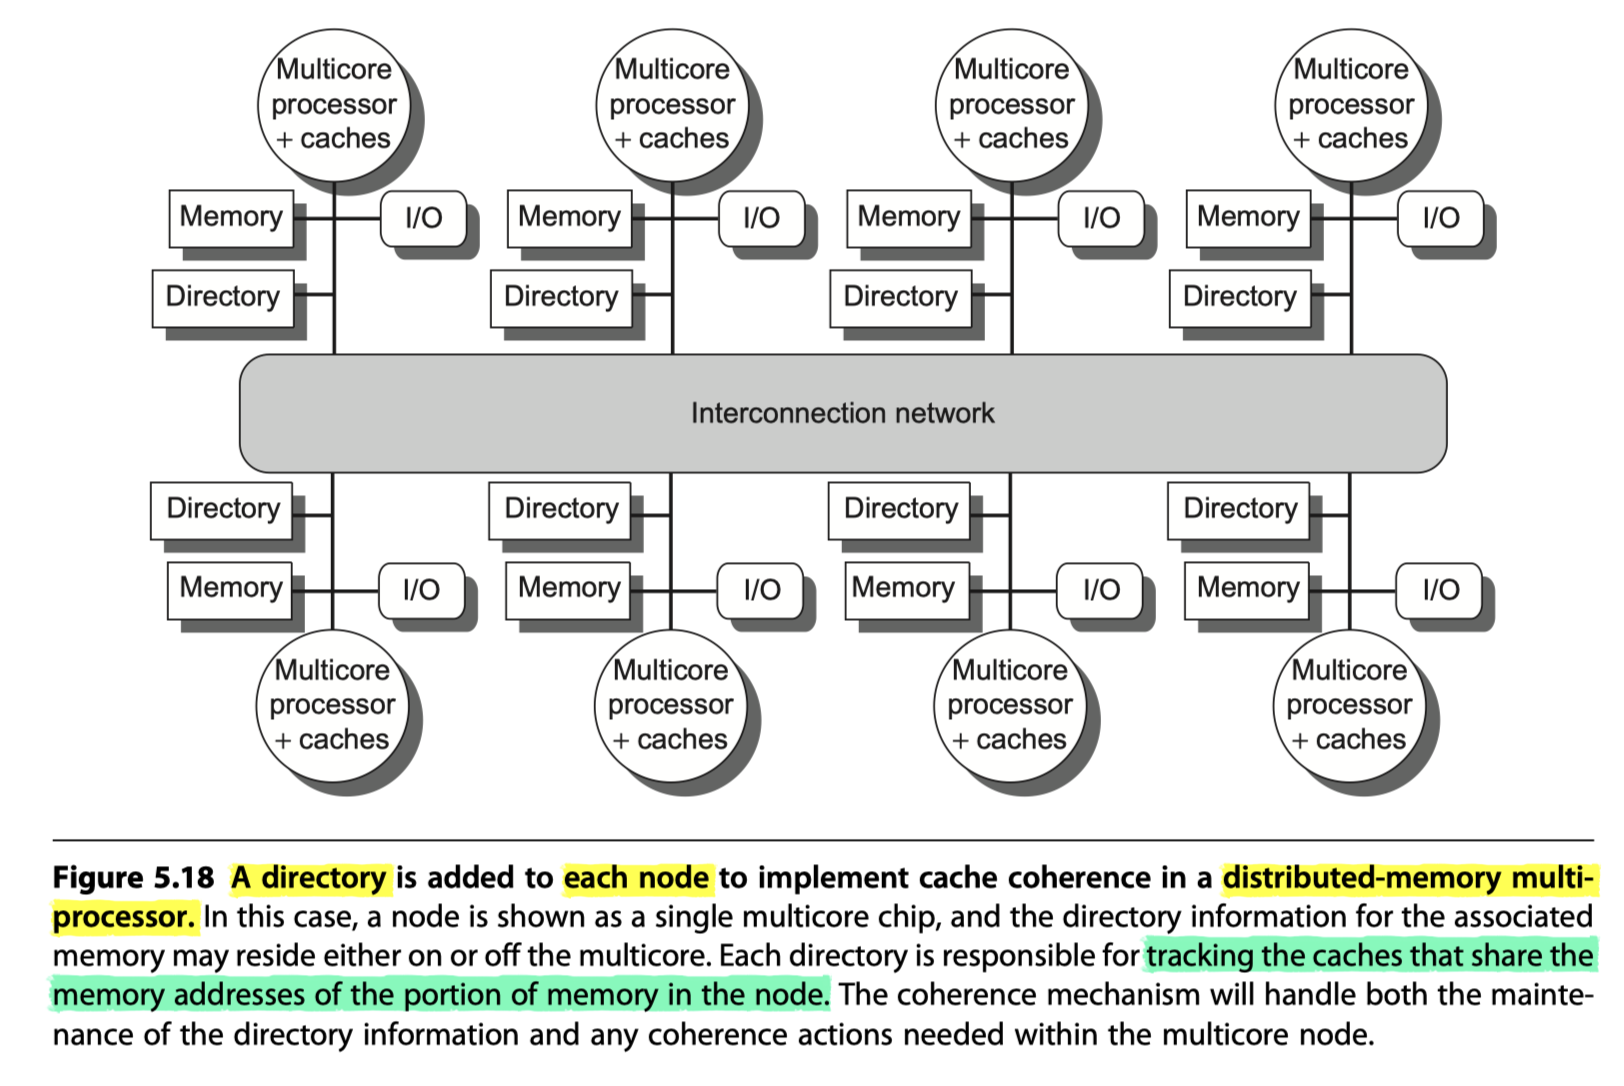 Multicore Multicore Multicore Multicore
processor processor processor processor
+ caches + caches + caches + caches
Memory I/O Memory I/O Memory I/O Memory I/O
Directory Directory Directory Directory
Interconnection network
Directory Directory Directory Directory
Memory I/O Memory I/O Memory I/O Memory I/O
Multicore Multicore Multicore Multicore
processor processor processor processor
+ caches + caches + caches + caches
Figure 5.18 A directory is added to each node to implement cache coherence in a distributed-memory multi-
processor. In this case, a node is shown as a single multicore chip, and the directory information for the associated
memory may reside either on or off the multicore. Each directory is responsible for tracking the caches that share the
memory addresses of the portion of memory in the node. The coherence mechanism will handle both the mainte-
nance of the directory information and any coherence actions needed within the multicore node.